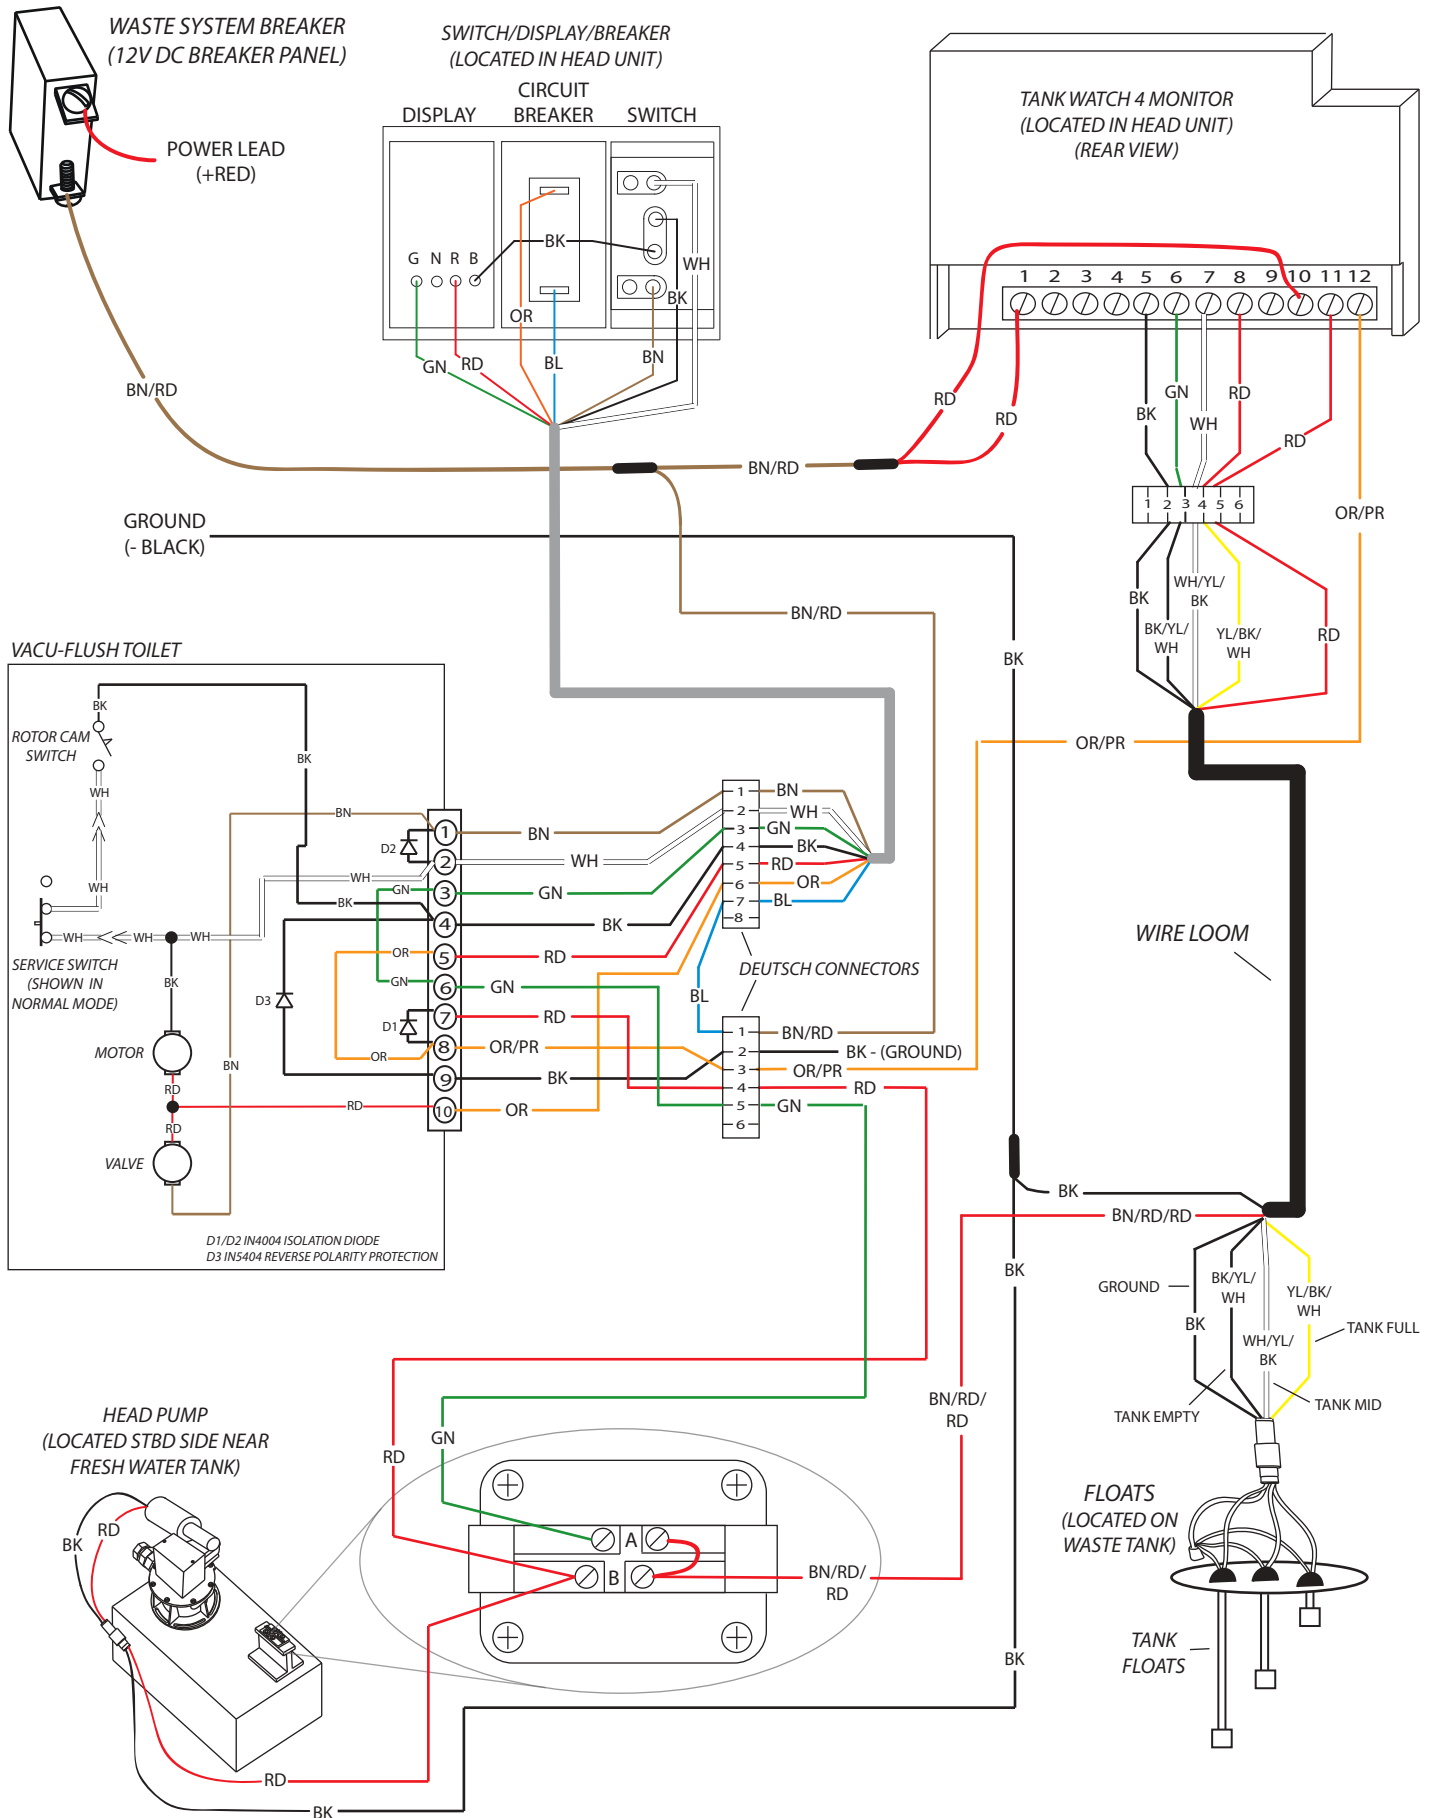 WASTE SYSTEM BREAKER
(12V DC BREAKER PANEL)
POWER LEAD
(+RED)
SWITCH/DISPLAY/BREAKER
(LOCATED IN HEAD UNIT)
DISPLAY
CIRCUIT
BREAKER
SWITCH
G N R B
BK
WH
BK
OR
GN
RD
BL
BN
TANK WATCH 4 MONITOR
(LOCATED IN HEAD UNIT)
(REAR VIEW)
1 2 3 4 5 6 7 8 9 10 11 12
BN/RD
RD
RD
BK
GN
WH
RD
RD
BN/RD
OR/PR
1 2 3 4 5 6
GROUND
(- BLACK)
BK
BK/YL/
WH
WH/YL/
BK
YL/BK/
WH
RD
BN/RD
BK
OR/PR
VACU-FLUSH TOILET
BK
ROTOR CAM
SWITCH
BK
WH
BN
D2
WH
WH
GN
BK
WH
WH
WH
SERVICE SWITCH
(SHOWN IN
NORMAL MODE)
BK
OR
GN
D3
D1
OR
MOTOR
BN
RD
RD
RD
VALVE
D1/D2 IN4004 ISOLATION DIODE
D3 IN5404 REVERSE POLARITY PROTECTION
1
2
3
4
5
6
7
8
9
10
BN
WH
GN
BK
RD
GN
RD
OR/PR
BK
OR
1
2
3
4
5
6
7
8
BN
WH
GN
BK
RD
OR
BL
DEUTSCH CONNECTORS
BL
1
2
3
4
5
6
BN/RD
BK - (GROUND)
OR/PR
RD
GN
WIRE LOOM
BK
BN/RD/RD
BK
GROUND
BK
BK/YL/
WH
WH/YL/
BK
YL/BK/
WH
TANK FULL
TANK EMPTY
TANK MID
BN/RD/
RD
HEAD PUMP
(LOCATED STBD SIDE NEAR
FRESH WATER TANK)
GN
RD
BK
RD
A
B
BN/RD/
RD
FLOATS
(LOCATED ON
WASTE TANK)
TANK
FLOATS
BK
RD
BK